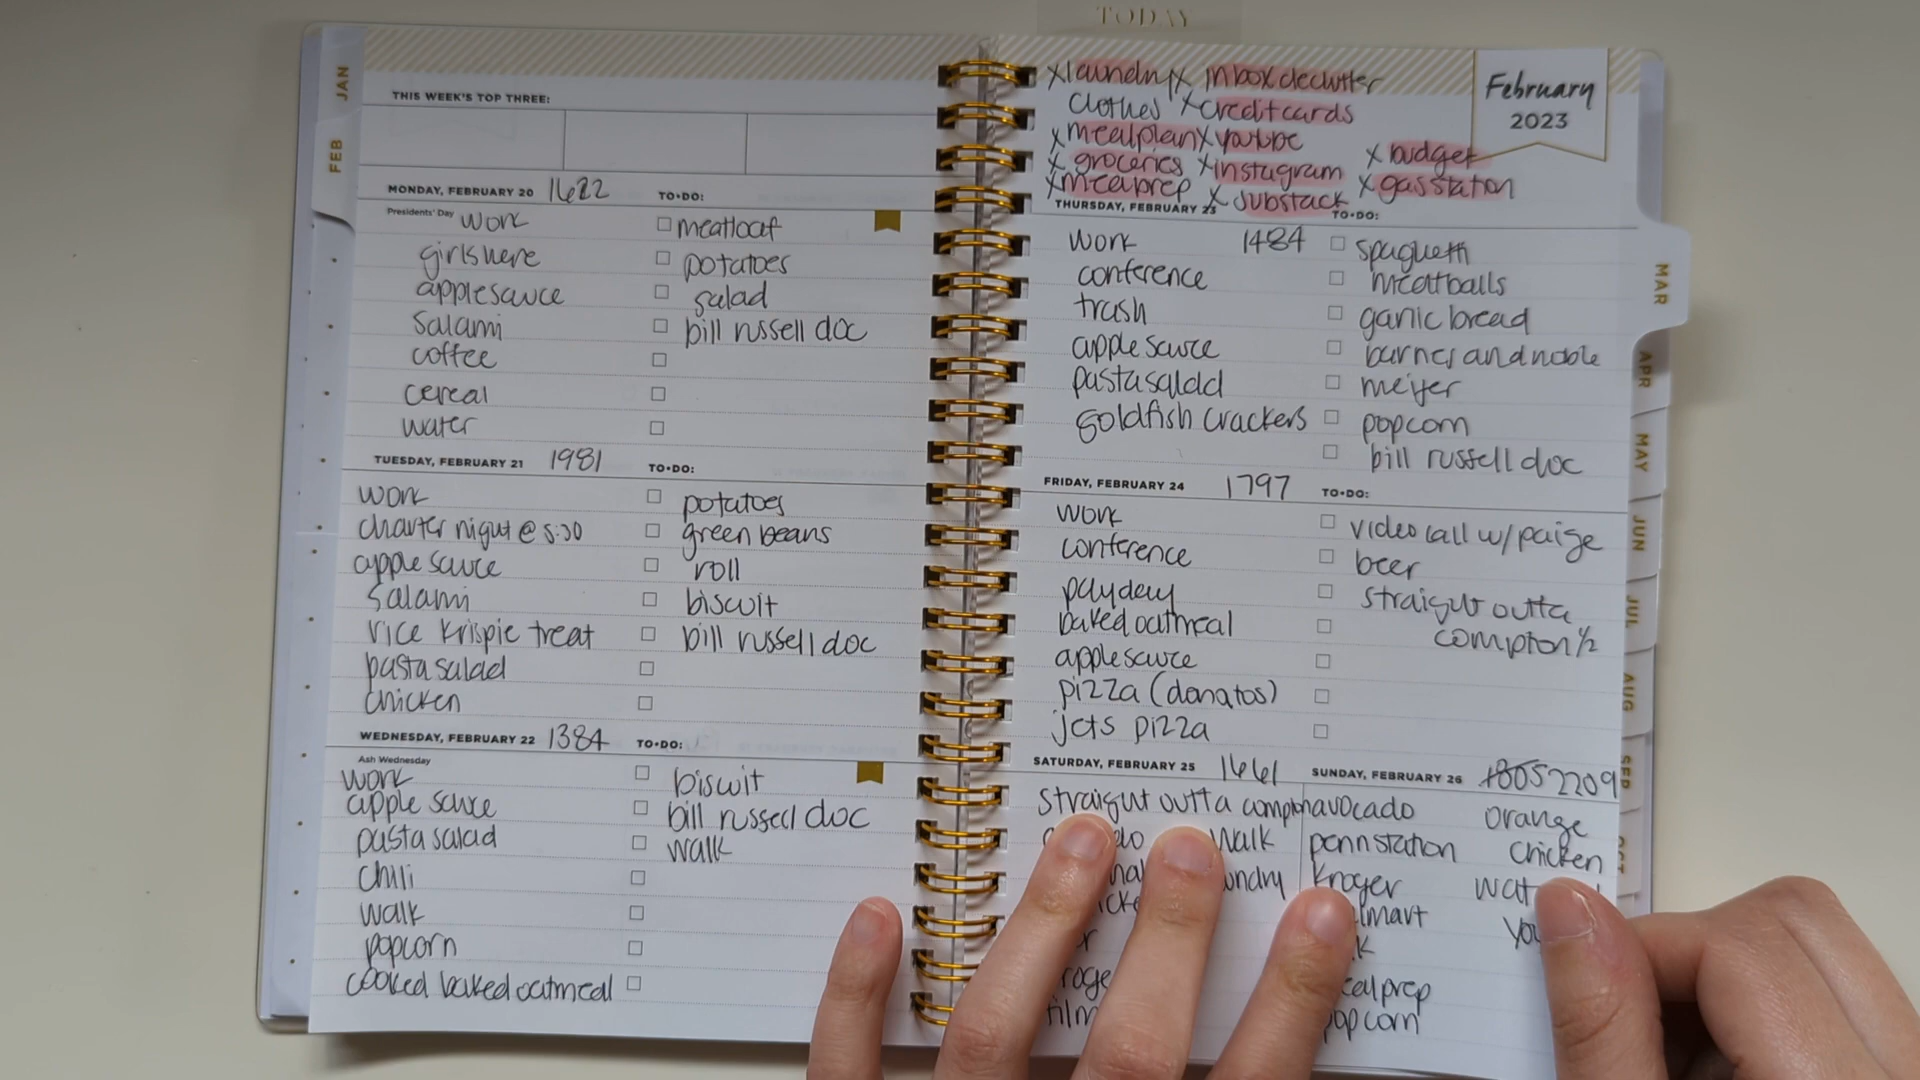 TODAY
JAN
FEB
THIS WEEK'S TOP THREE:
MONDAY, FEBRUARY 20 1622 TO•DO:
Presidents' Day work
girls here
applesauce
salami
coffee
cereal
water
meatloaf
potatoes
salad
bill russell doc
TUESDAY, FEBRUARY 21 1981 TO•DO:
work
charter night @ 5:30
apple sauce
salami
rice krispie treat
pasta salad
chicken
potatoes
green beans
roll
biscuit
bill russell doc
WEDNESDAY, FEBRUARY 22 1384 TO•DO:
Ash Wednesday
work
apple sauce
pasta salad
chili
walk
popcorn
cooked baked oatmeal
biscuit
bill russell doc
walk
x laundry x inbox declutter
clothes x credit cards
x mealplan x youtube
x budget
x groceries x instagram
x mealprep x substack x gas station
February
2023
THURSDAY, FEBRUARY 23 TO•DO:
work 1484
conference
trash
apple sauce
pasta salad
goldfish crackers
spaghetti
meatballs
garlic bread
barnes and noble
meijer
popcorn
bill russell doc
FRIDAY, FEBRUARY 24 1797 TO•DO:
work
conference
payday
baked oatmeal
applesauce
pizza (donatos)
jets pizza
video call w/ paige
beer
straight outta
compton 1/2
SATURDAY, FEBRUARY 25 1661
straight outta compton
walk
film
SUNDAY, FEBRUARY 26 2209
avocado
penn station
kroger
mealprep
popcorn
orange
chicken
MAR
APR
MAY
JUN
JUL
AUG
SEP
OCT